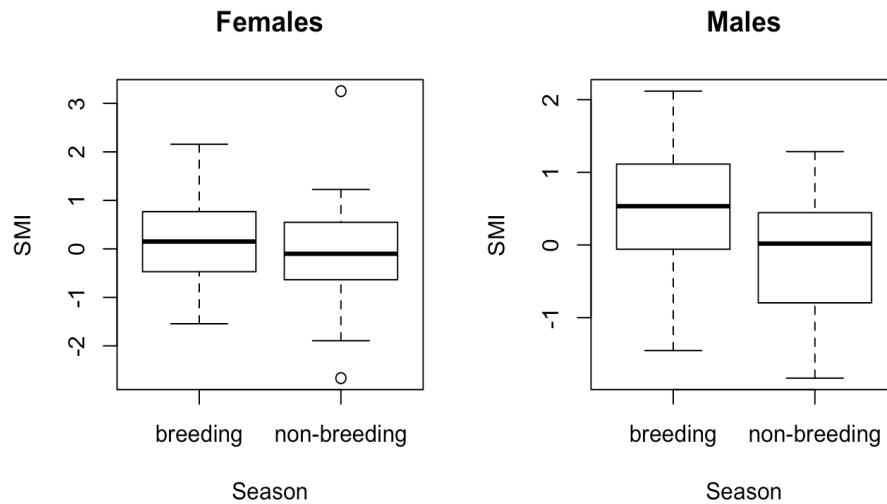 Females
SMI
3
2
1
0
-1
-2
breeding
non-breeding
Season
Males
SMI
2
1
0
-1
breeding
non-breeding
Season